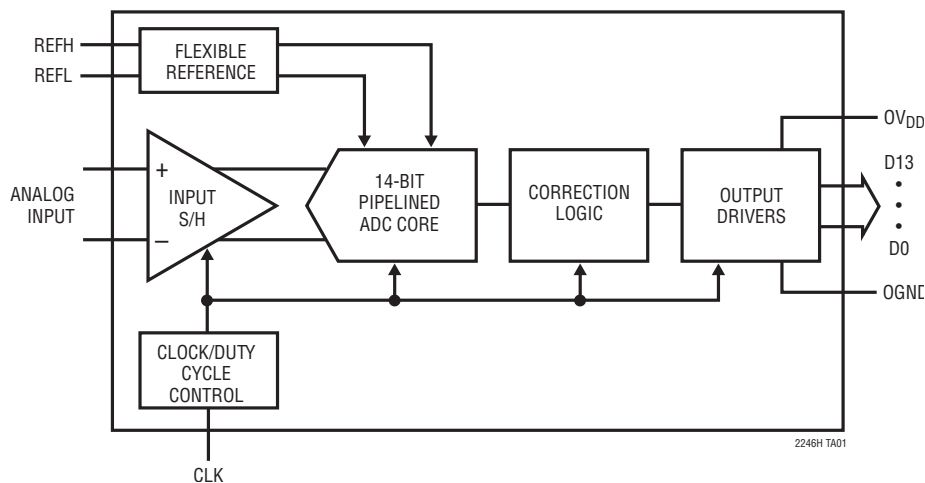 REFH
REFL
FLEXIBLE
REFERENCE
OVDD
D13
•
•
•
D0
OGND
ANALOG
INPUT
+
–
INPUT
S/H
14-BIT
PIPELINED
ADC CORE
CORRECTION
LOGIC
OUTPUT
DRIVERS
CLOCK/DUTY
CYCLE
CONTROL
CLK
2246H TA01